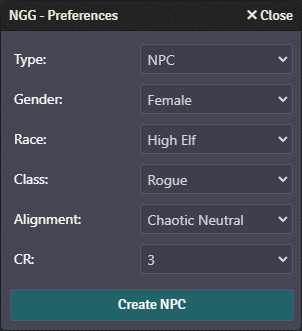 NGG - Preferences ✕ Close
Type: NPC
Gender: Female
Race: High Elf
Class: Rogue
Alignment: Chaotic Neutral
CR: 3
Create NPC